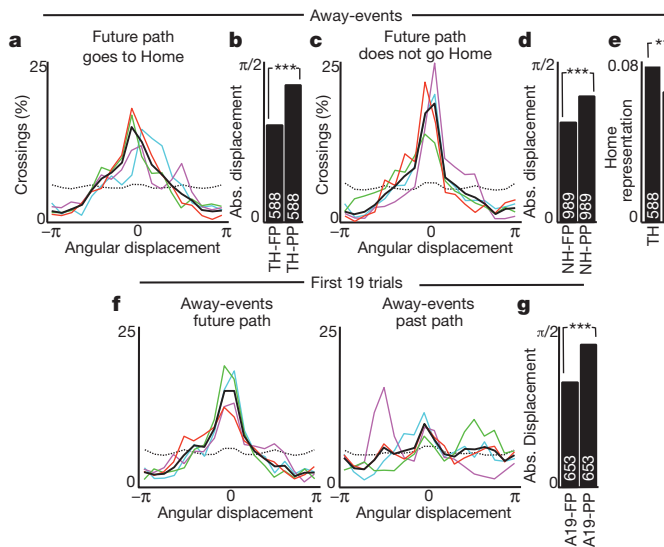 Away-events
a
Future path
goes to Home
25
0
Crossings (%)
−π
0
π
Angular displacement
b
π/2
0
Abs. displacement
***
588
588
TH-FP
TH-PP
c
Future path
does not go Home
25
0
Crossings (%)
−π
0
π
Angular displacement
d
π/2
0
Abs. displacement
***
989
989
NH-FP
NH-PP
e
0.08
0
Home
representation
588
TH
First 19 trials
f
Away-events
future path
25
0
Crossings (%)
−π
0
π
Angular displacement
Away-events
past path
25
0
−π
0
π
Angular displacement
g
π/2
0
Abs. Displacement
***
653
653
A19-FP
A19-PP